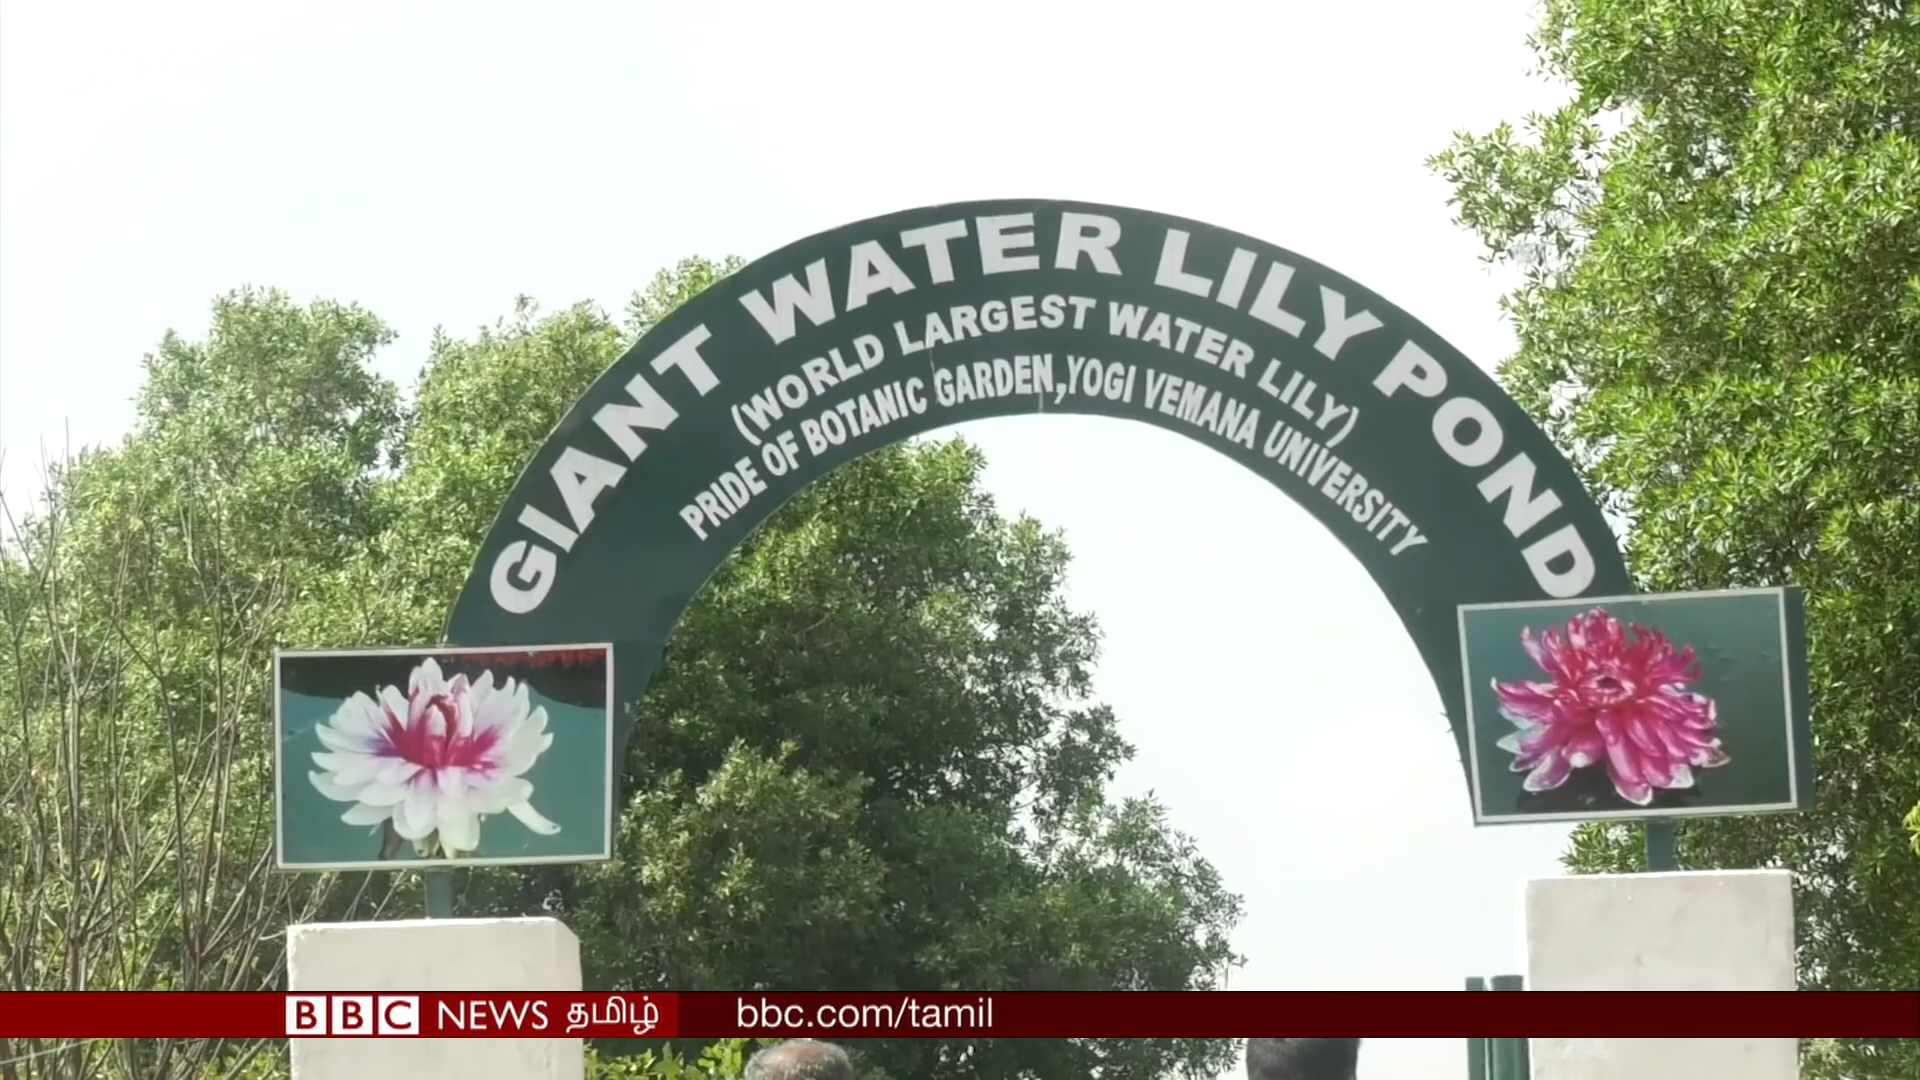 GIANT WATER LILY POND
(WORLD LARGEST WATER LILY)
PRIDE OF BOTANIC GARDEN,YOGI VEMANA UNIVERSITY
BBC NEWS தமிழ் bbc.com/tamil